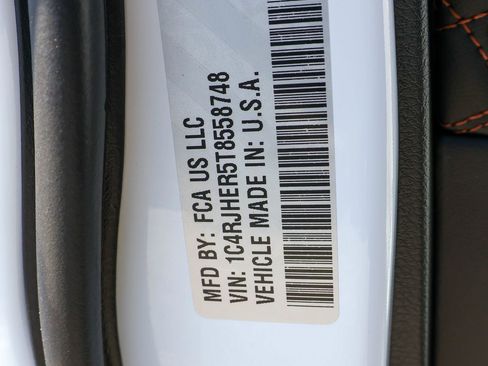 MFD BY: FCA US LLC
VIN: 1C4RJHER5T8558748
VEHICLE MADE IN: U.S.A.